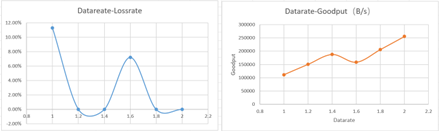 Datareate-Lossrate
12.00%
10.00%
8.00%
6.00%
4.00%
2.00%
0.00%
-2.00%
0.8 1 1.2 1.4 1.6 1.8 2 2.2
Datarate-Goodput（B/s）
300000
250000
200000
150000
100000
50000
0
Goodput
0.8 1 1.2 1.4 1.6 1.8 2 2.2
Datarate